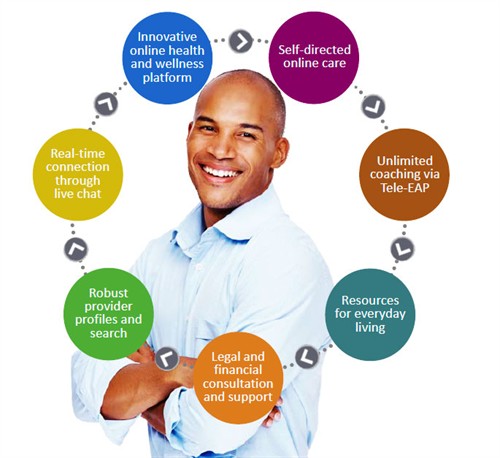 Innovative
online health
and wellness
platform
Self-directed
online care
Unlimited
coaching via
Tele-EAP
Resources
for everyday
living
Legal and
financial
consultation
and support
Robust
provider
profiles and
search
Real-time
connection
through
live chat